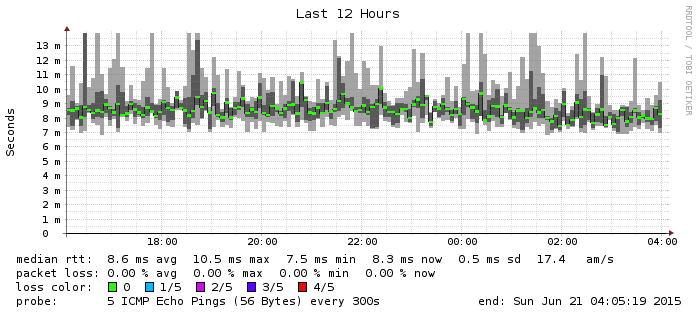 Last 12 Hours
RRDTOOL / TOBI OETIKER
Seconds
13 m
12 m
11 m
10 m
9 m
8 m
7 m
6 m
5 m
4 m
3 m
2 m
1 m
0
18:00 20:00 22:00 00:00 02:00 04:00
median rtt: 8.6 ms avg 10.5 ms max 7.5 ms min 8.3 ms now 0.5 ms sd 17.4 am/s
packet loss: 0.00 % avg 0.00 % max 0.00 % min 0.00 % now
loss color: 0 1/5 2/5 3/5 4/5
probe: 5 ICMP Echo Pings (56 Bytes) every 300s end: Sun Jun 21 04:05:19 2015